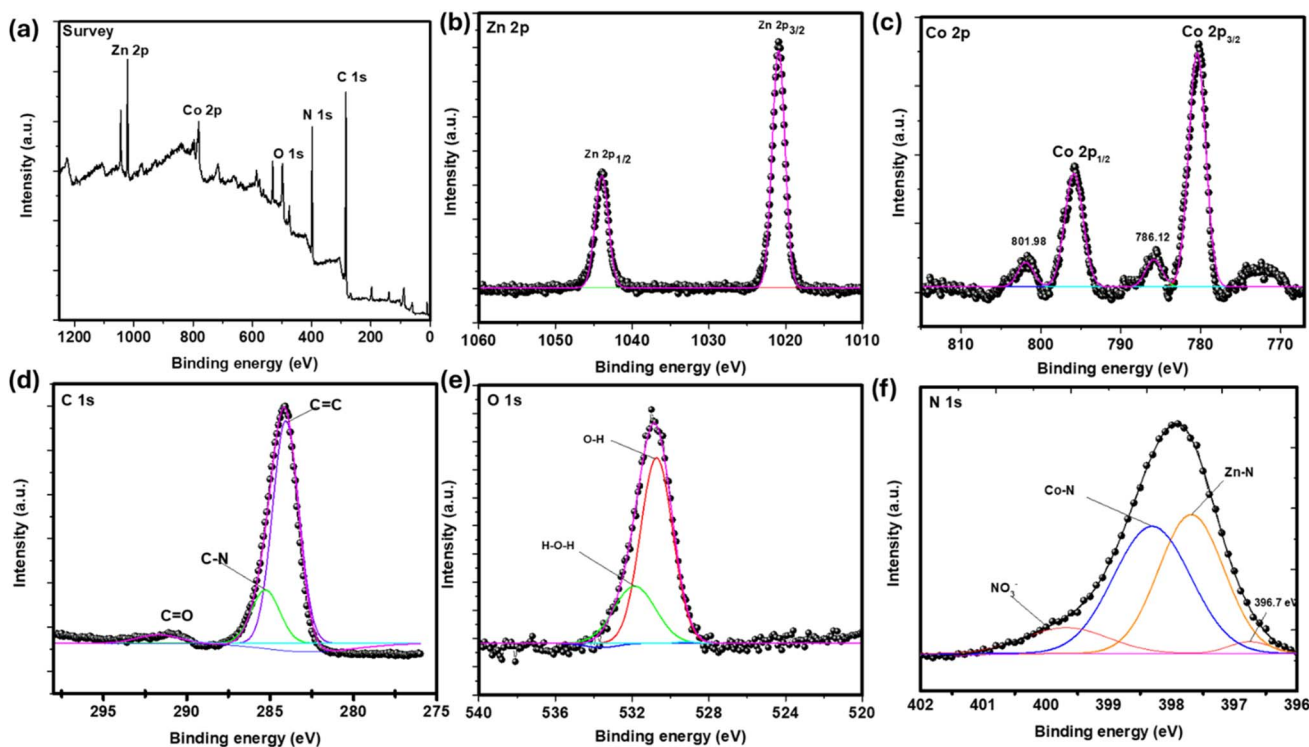 (a)
Survey
Zn 2p
Co 2p
O 1s
N 1s
C 1s
Intensity (a.u.)
1200 1000 800 600 400 200 0
Binding energy (eV)
(b)
Zn 2p
Zn 2p1/2
Zn 2p3/2
Intensity (a.u.)
1060 1050 1040 1030 1020 1010
Binding energy (eV)
(c)
Co 2p
Co 2p3/2
Co 2p1/2
801.98
786.12
Intensity (a.u.)
810 800 790 780 770
Binding energy (eV)
(d)
C 1s
C=C
C-N
C=O
Intensity (a.u.)
295 290 285 280 275
Binding energy (eV)
(e)
O 1s
O-H
H-O-H
Intensity (a.u.)
540 536 532 528 524 520
Binding energy (eV)
(f)
N 1s
Zn-N
Co-N
NO3-
396.7 eV
Intensity (a.u.)
402 401 400 399 398 397 396
Binding energy (eV)